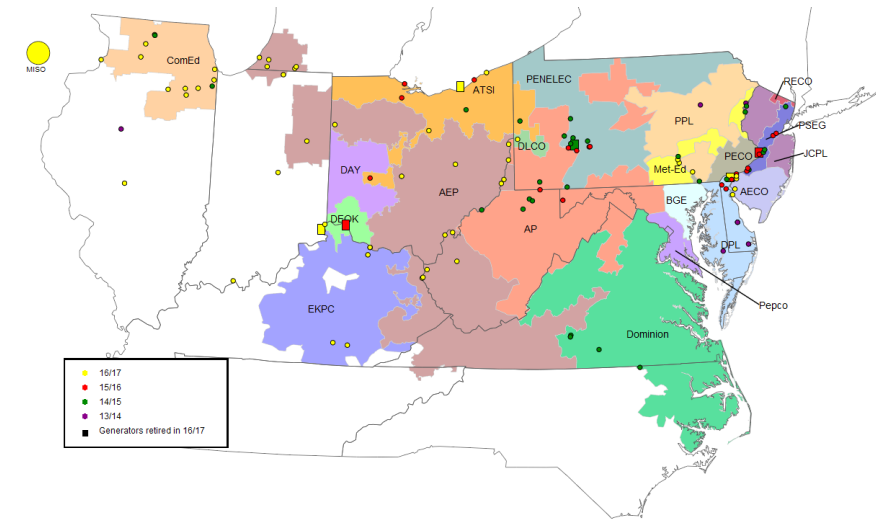 MISO
ComEd
RECO
PENELEC
ATSI
PPL
PSEG
DLCO
PECO
JCPL
DAY
Met-Ed
AEP
AECO
BGE
DEOK
AP
DPL
Pepco
EKPC
Dominion
16/17
15/16
14/15
13/14
Generators retired in 16/17